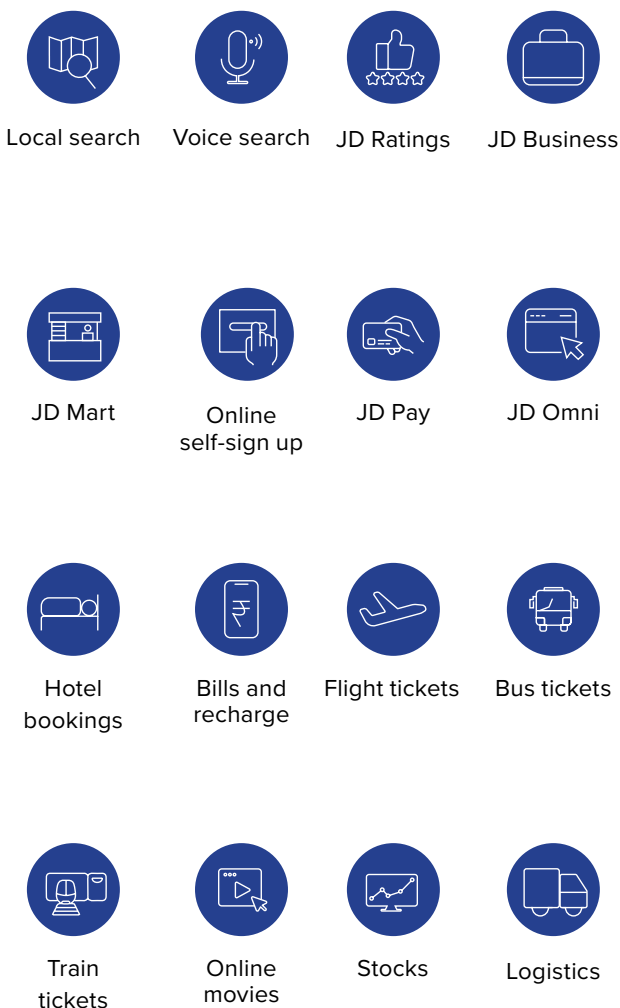 Local search
Voice search
JD Ratings
JD Business
JD Mart
Online
self-sign up
JD Pay
JD Omni
Hotel
bookings
Bills and
recharge
Flight tickets
Bus tickets
Train
tickets
Online
movies
Stocks
Logistics